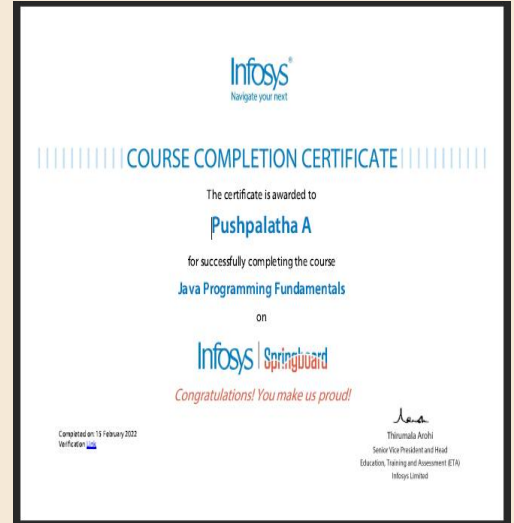 Infosys®
Navigate your next
COURSE COMPLETION CERTIFICATE
The certificate is awarded to
Pushpalatha A
for successfully completing the course
Java Programming Fundamentals
on
Infosys | Springboard
Congratulations! You make us proud!
Completed on: 15 February 2022
Verification Link
Thirumala Arohi
Senior Vice President and Head
Education, Training and Assessment (ETA)
Infosys Limited